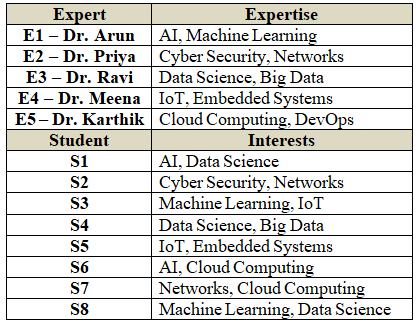 Expert Expertise
E1 – Dr. Arun AI, Machine Learning
E2 – Dr. Priya Cyber Security, Networks
E3 – Dr. Ravi Data Science, Big Data
E4 – Dr. Meena IoT, Embedded Systems
E5 – Dr. Karthik Cloud Computing, DevOps
Student Interests
S1 AI, Data Science
S2 Cyber Security, Networks
S3 Machine Learning, IoT
S4 Data Science, Big Data
S5 IoT, Embedded Systems
S6 AI, Cloud Computing
S7 Networks, Cloud Computing
S8 Machine Learning, Data Science